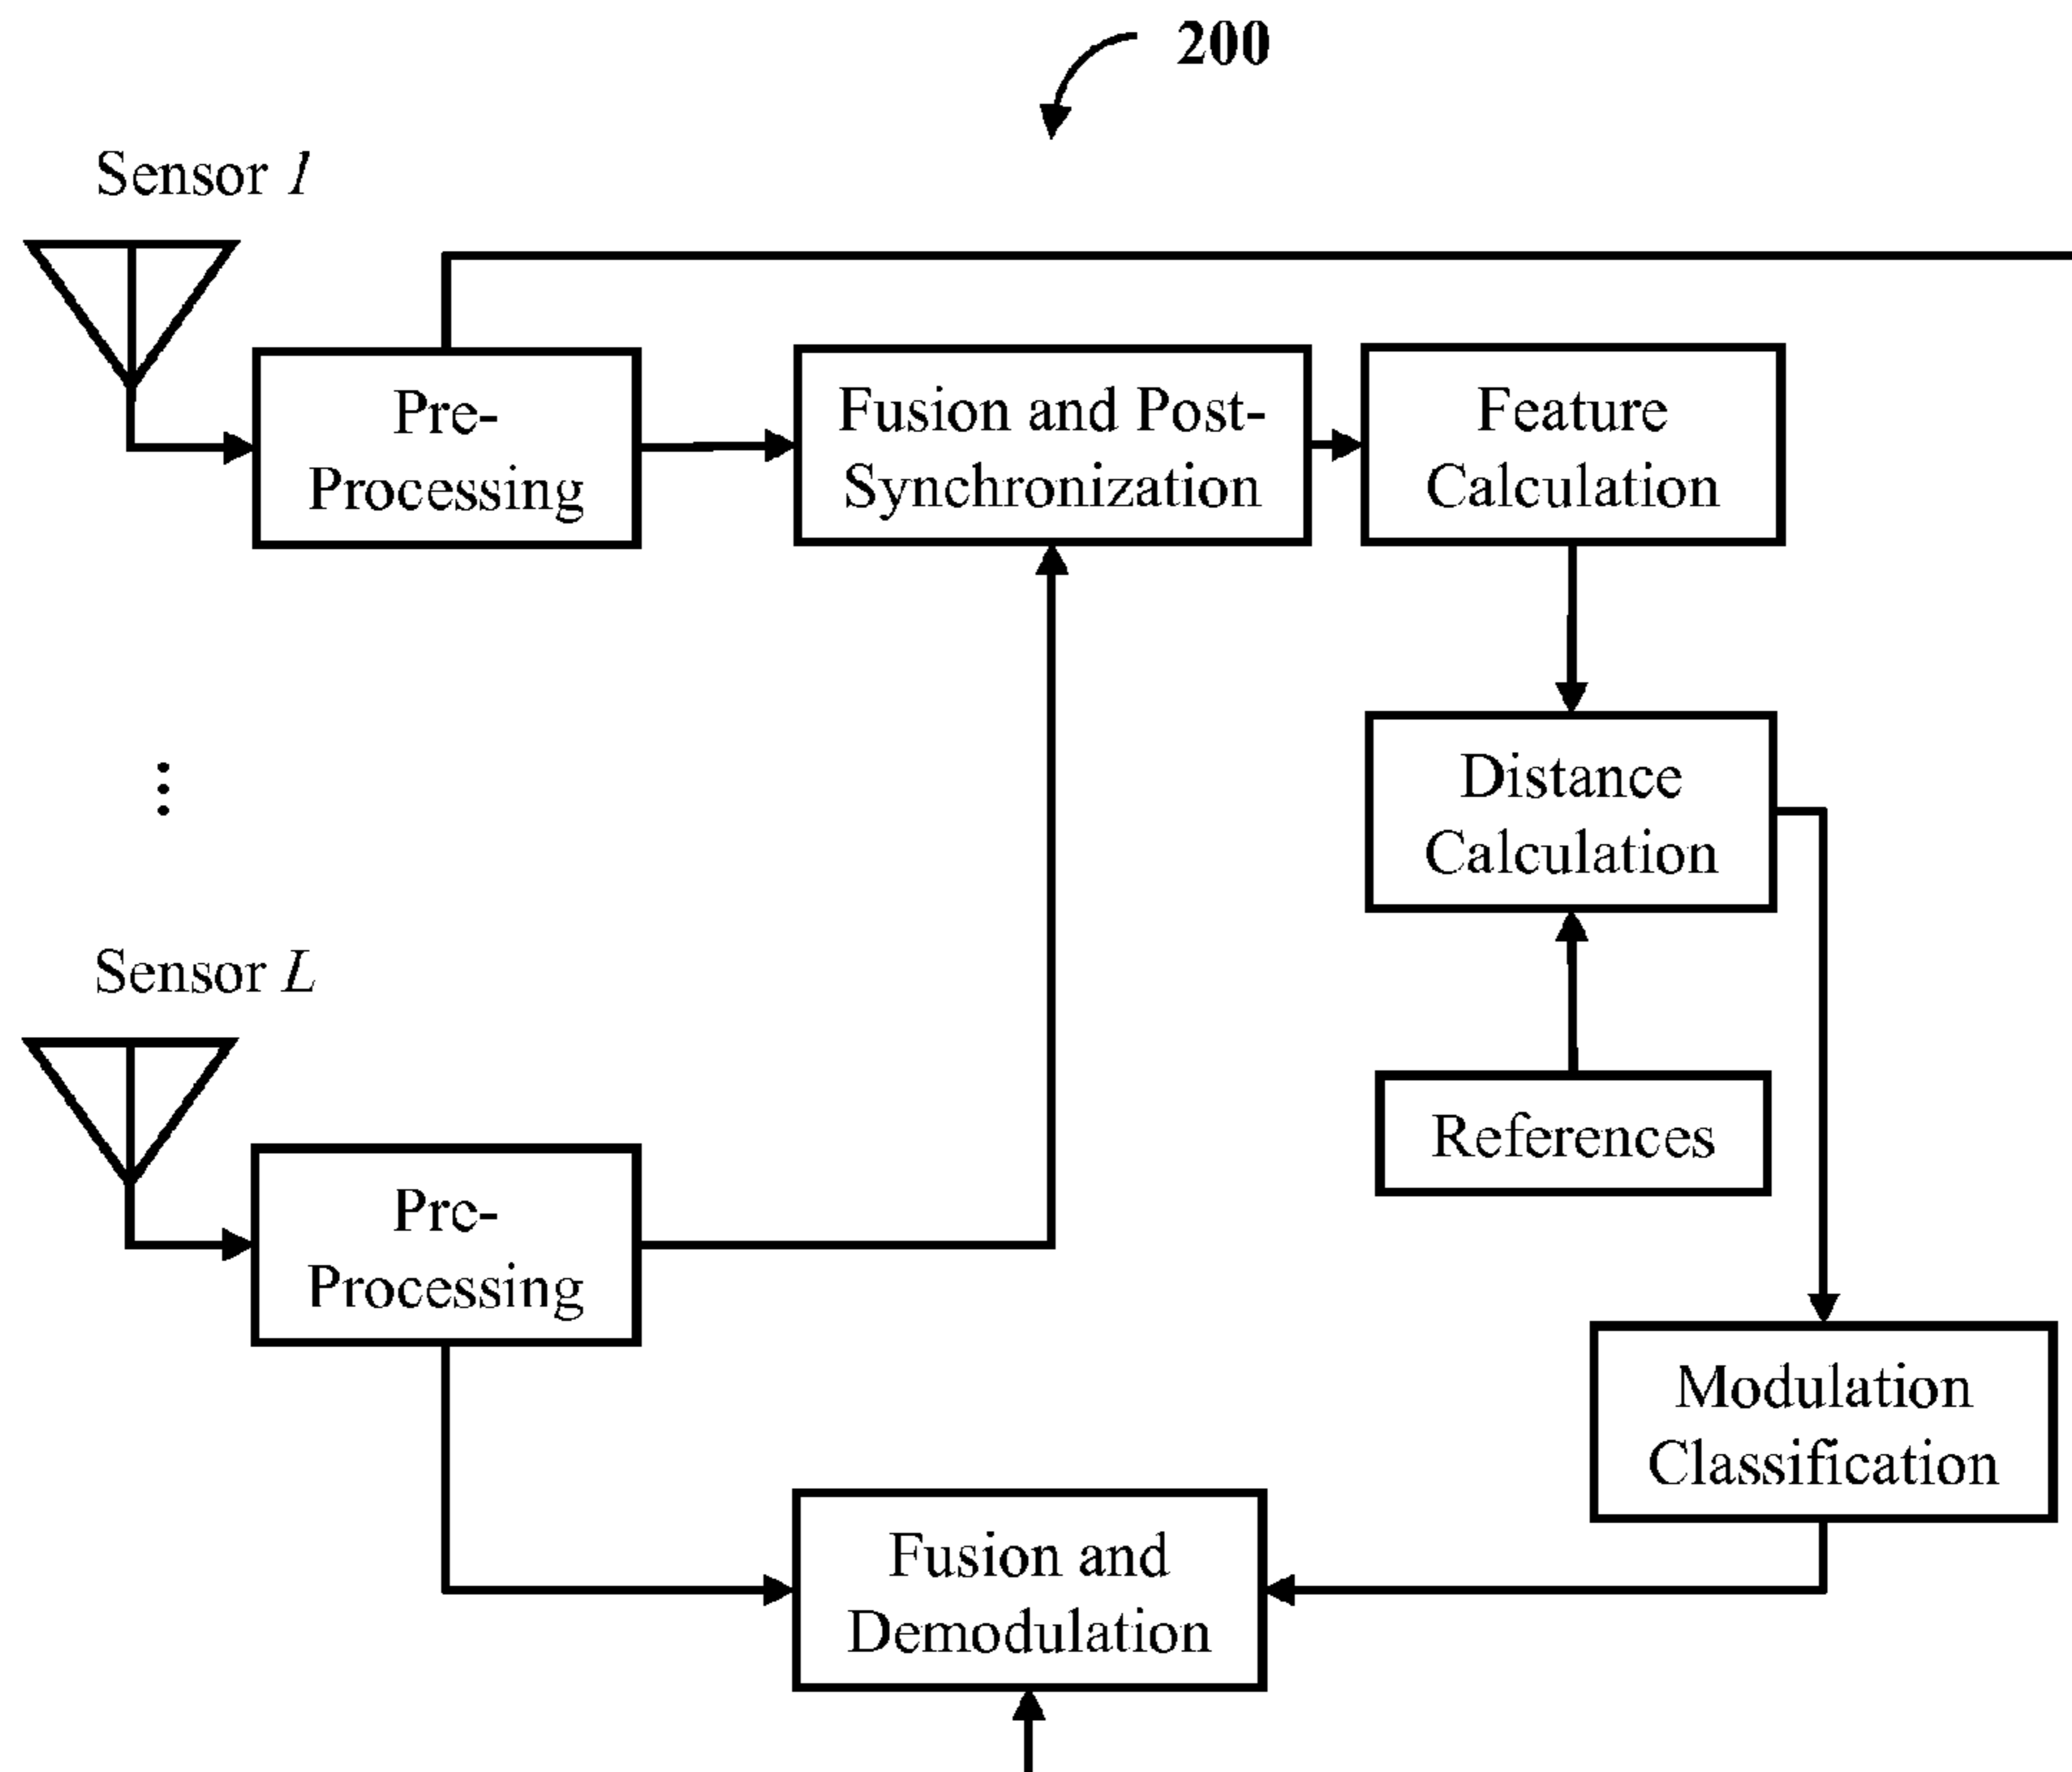 200
Sensor 1
Pre-
Processing
Fusion and Post-
Synchronization
Feature
Calculation
Distance
Calculation
References
Sensor L
Pre-
Processing
Modulation
Classification
Fusion and
Demodulation